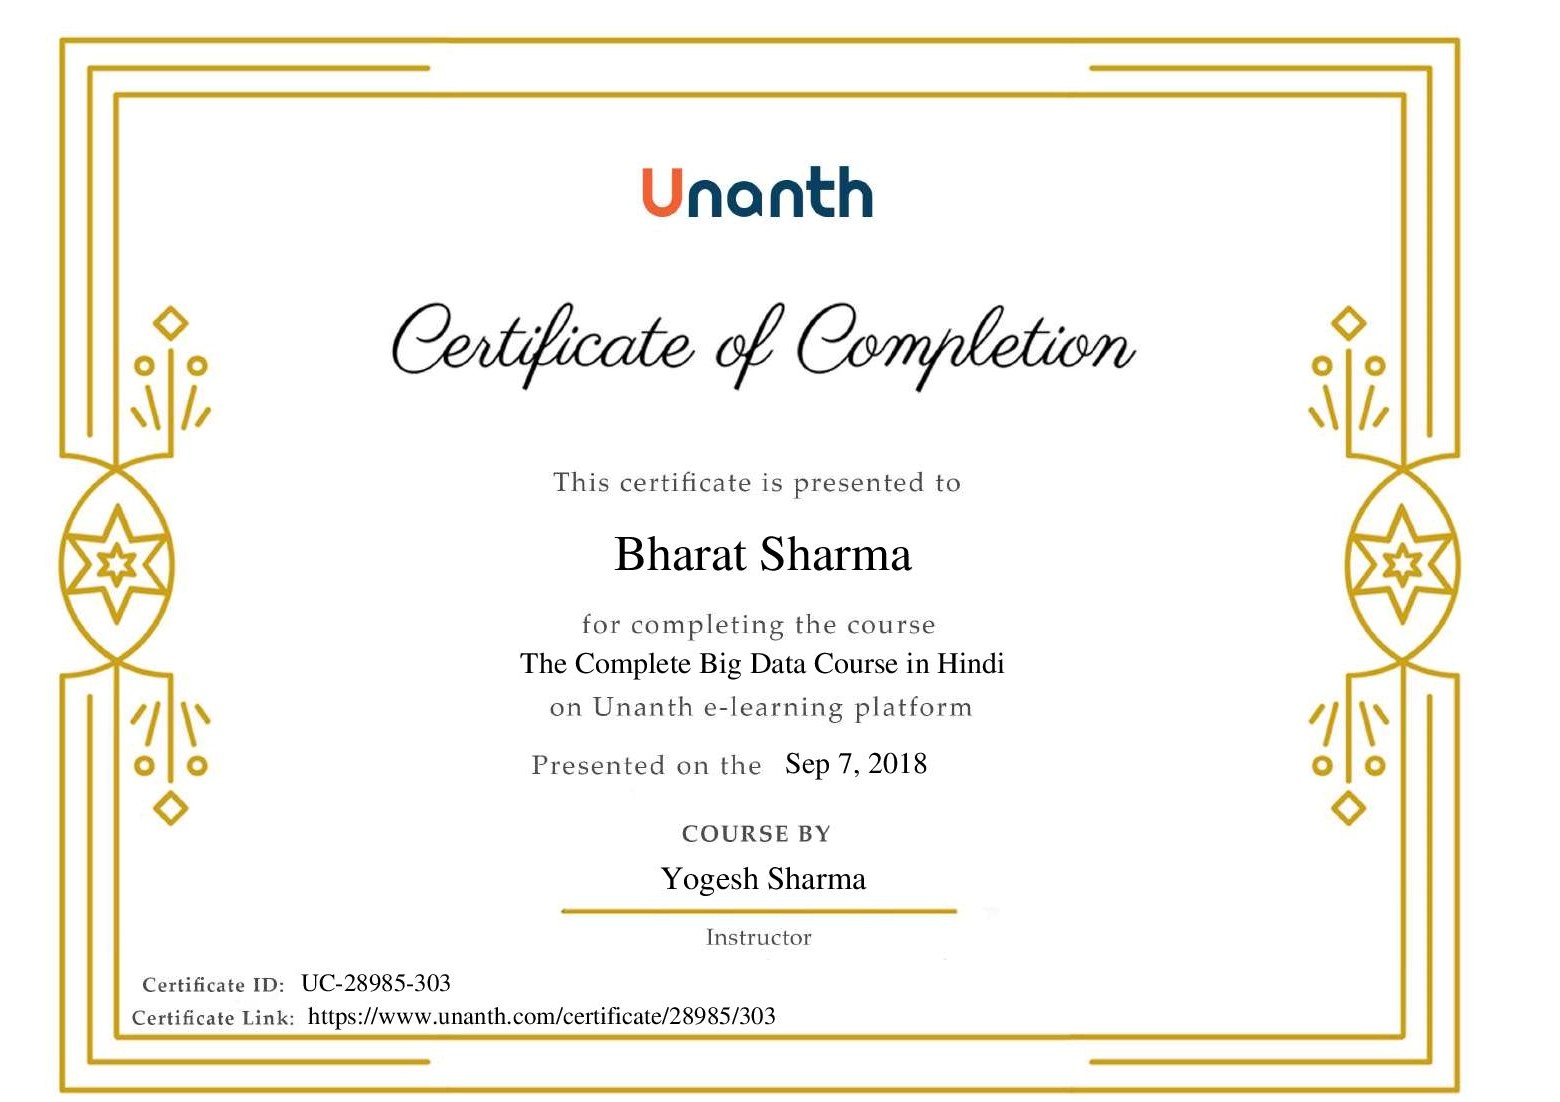 Unanth
Certificate of Completion
This certificate is presented to
Bharat Sharma
for completing the course
The Complete Big Data Course in Hindi
on Unanth e-learning platform
Presented on the Sep 7, 2018
COURSE BY
Yogesh Sharma
Instructor
Certificate ID: UC-28985-303
Certificate Link: https://www.unanth.com/certificate/28985/303